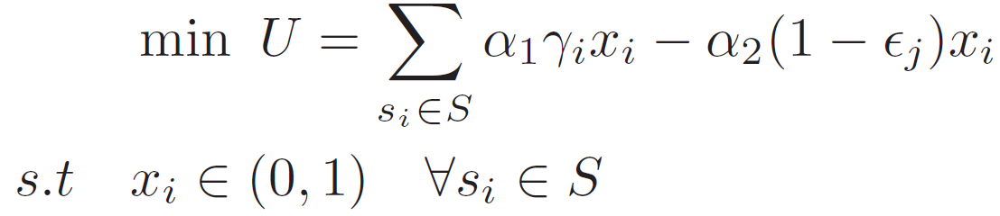 min U = ∑_{s_i ∈ S} α_1 γ_i x_i − α_2(1 − ϵ_j)x_i
s.t x_i ∈ (0, 1) ∀s_i ∈ S